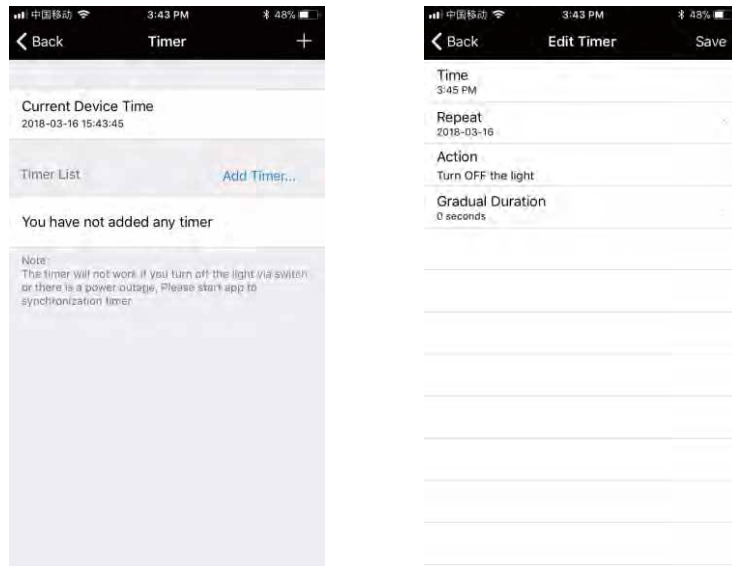 中国移动 3:43 PM 48%
Back Timer +
Current Device Time
2018-03-16 15:43:45
Timer List Add Timer...
You have not added any timer
Note:
The timer will not work if you turn off the light via switch
or there is a power outage, Please start app to
synchronization timer
中国移动 3:43 PM 48%
Back Edit Timer Save
Time
3:45 PM
Repeat
2018-03-16
Action
Turn OFF the light
Gradual Duration
0 seconds